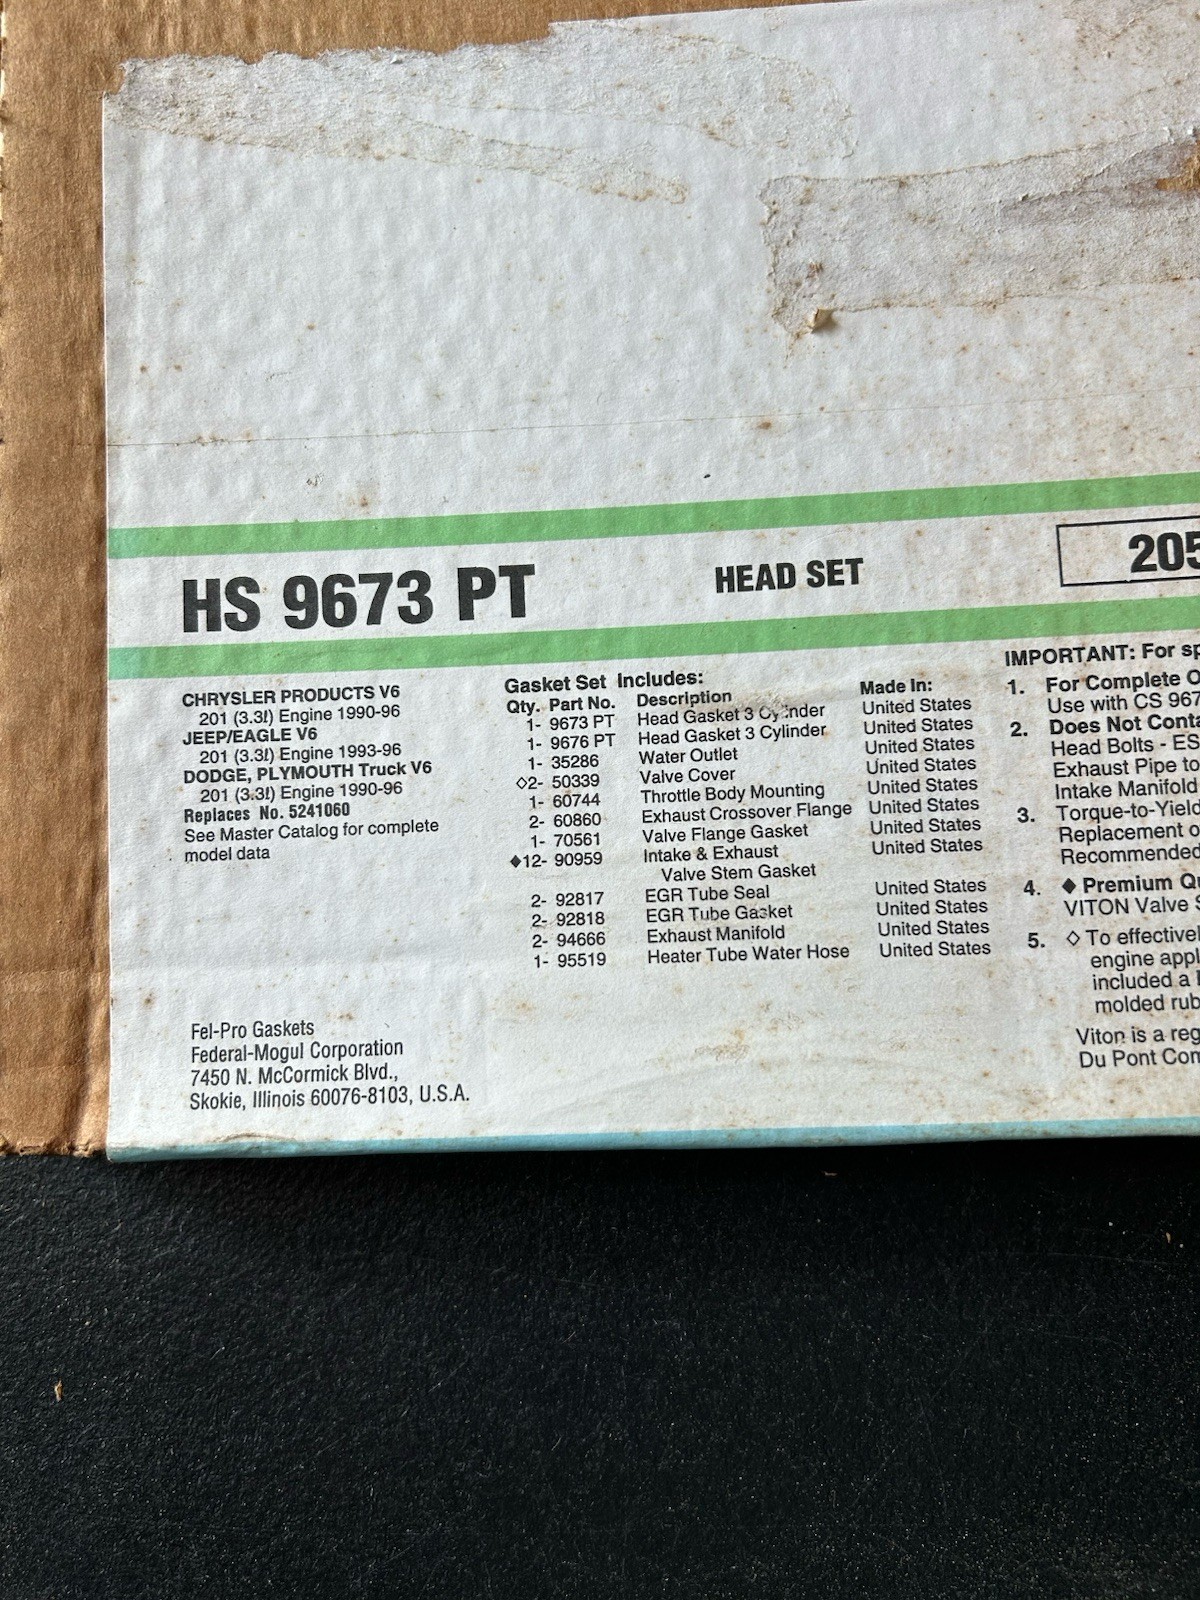 HS 9673 PT
HEAD SET
205
CHRYSLER PRODUCTS V6
201 (3.3l) Engine 1990-96
JEEP/EAGLE V6
201 (3.3l) Engine 1993-96
DODGE, PLYMOUTH Truck V6
201 (3.3l) Engine 1990-96
Replaces No. 5241060
See Master Catalog for complete
model data
Gasket Set Includes:
Qty. Part No. Description Made In:
1- 9673 PT Head Gasket 3 Cylinder United States
1- 9676 PT Head Gasket 3 Cylinder United States
1- 35286 Water Outlet United States
◇2- 50339 Valve Cover United States
1- 60744 Throttle Body Mounting United States
2- 60860 Exhaust Crossover Flange United States
1- 70561 Valve Flange Gasket United States
◆12- 90959 Intake & Exhaust United States
Valve Stem Gasket
2- 92817 EGR Tube Seal United States
2- 92818 EGR Tube Gasket United States
2- 94666 Exhaust Manifold United States
1- 95519 Heater Tube Water Hose United States
IMPORTANT: For sp
1. For Complete O
Use with CS 967
2. Does Not Conta
Head Bolts - ES
Exhaust Pipe to
Intake Manifold
3. Torque-to-Yield
Replacement o
Recommended
4. ◆ Premium Qu
VITON Valve S
5. ◇ To effectivel
engine appl
included a
molded rub
Viton is a reg
Du Pont Com
Fel-Pro Gaskets
Federal-Mogul Corporation
7450 N. McCormick Blvd.,
Skokie, Illinois 60076-8103, U.S.A.